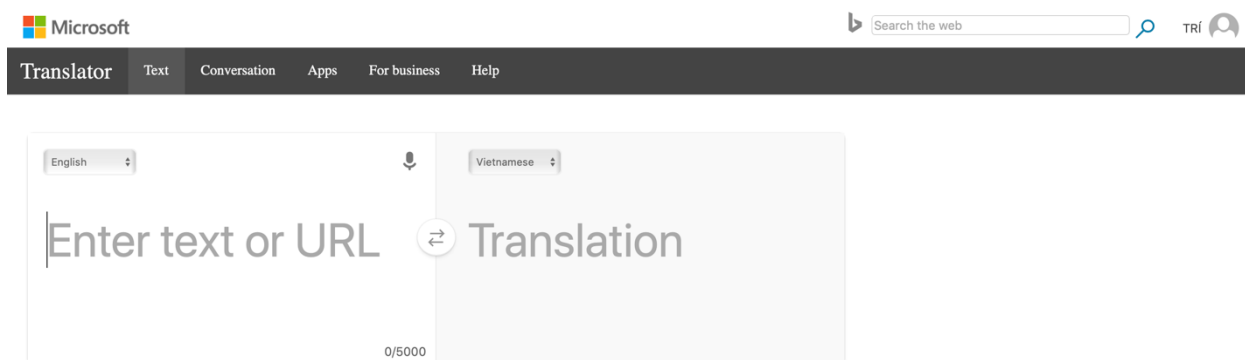 Microsoft
Search the web
TRÍ
Translator Text Conversation Apps For business Help
English
Vietnamese
Enter text or URL
Translation
0/5000